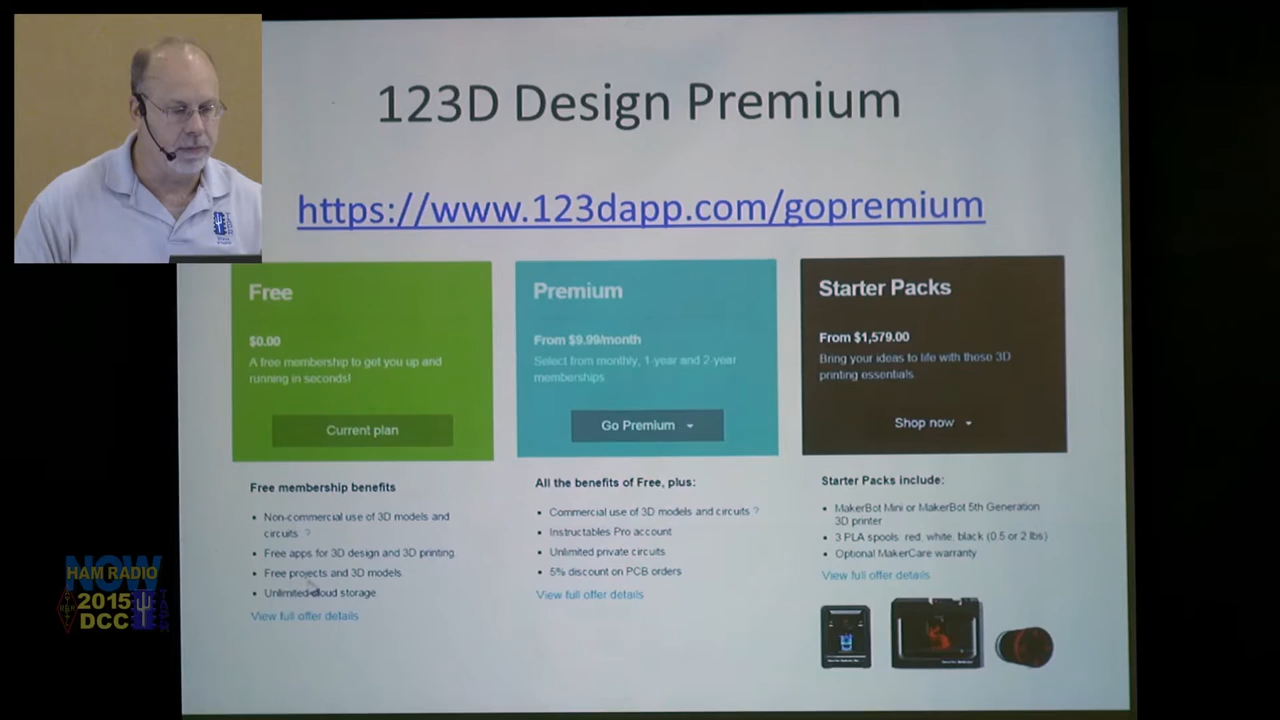 123D Design Premium
https://www.123dapp.com/gopremium
Free
$0.00
A free membership to get you up and
running in seconds!
Current plan
Free membership benefits
• Non-commercial use of 3D models and
circuits ?
• Free apps for 3D design and 3D printing
• Free projects and 3D models
• Unlimited cloud storage
View full offer details
Premium
From $9.99/month
Select from monthly, 1-year and 2-year
memberships
Go Premium
All the benefits of Free, plus:
• Commercial use of 3D models and circuits ?
• Instructables Pro account
• Unlimited private circuits
• 5% discount on PCB orders
View full offer details
Starter Packs
From $1,579.00
Bring your ideas to life with these 3D
printing essentials
Shop now
Starter Packs include:
• MakerBot Mini or MakerBot 5th Generation
3D printer
• 3 PLA spools: red, white, black (0.5 or 2 lbs)
• Optional MakerCare warranty
View full offer details
HAM RADIO
NOW
2015
DCC
TAPR